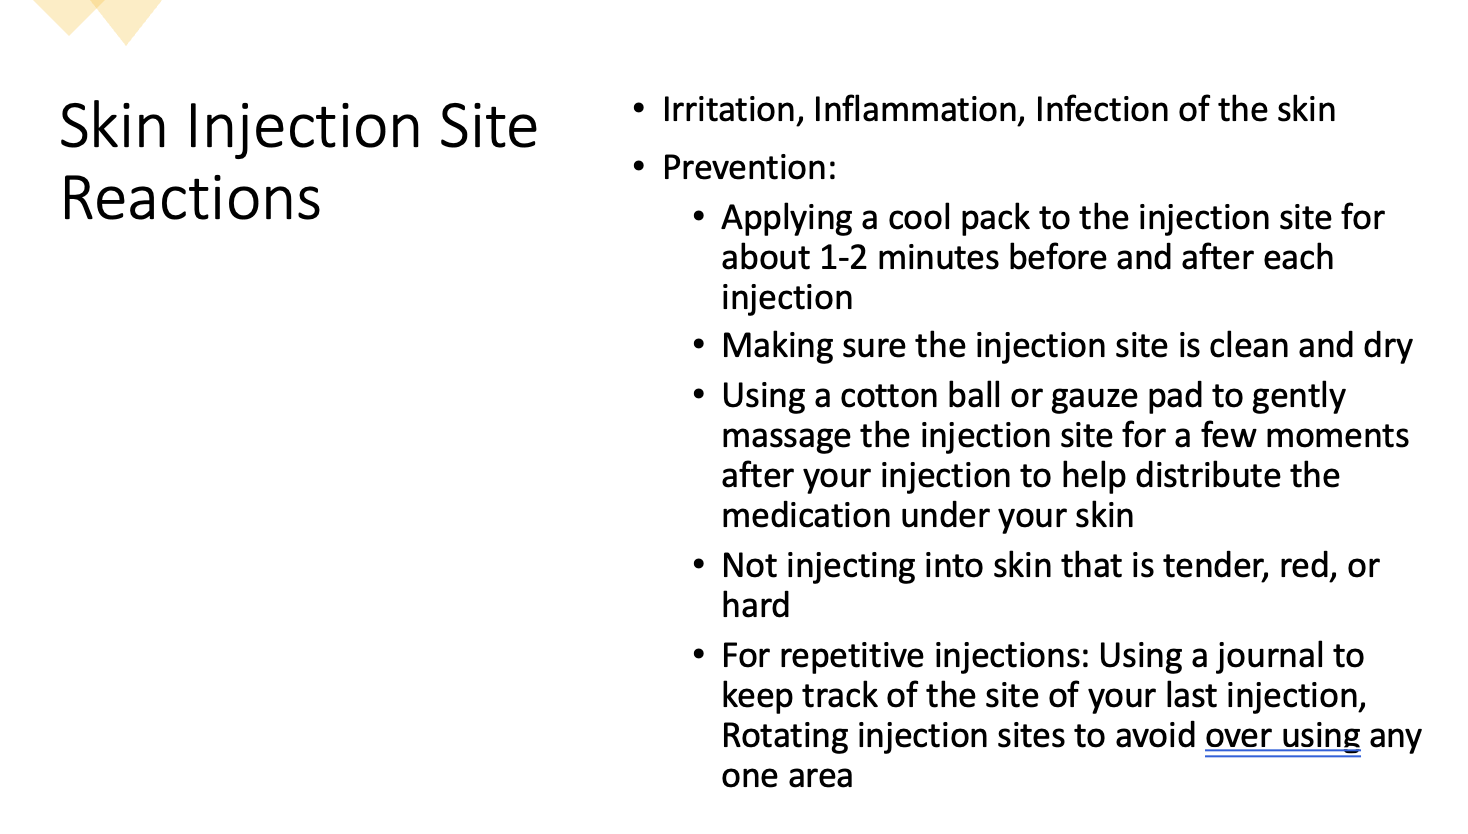 Skin Injection Site
Reactions
• Irritation, Inflammation, Infection of the skin
• Prevention:
• Applying a cool pack to the injection site for
about 1-2 minutes before and after each
injection
• Making sure the injection site is clean and dry
• Using a cotton ball or gauze pad to gently
massage the injection site for a few moments
after your injection to help distribute the
medication under your skin
• Not injecting into skin that is tender, red, or
hard
• For repetitive injections: Using a journal to
keep track of the site of your last injection,
Rotating injection sites to avoid over using any
one area